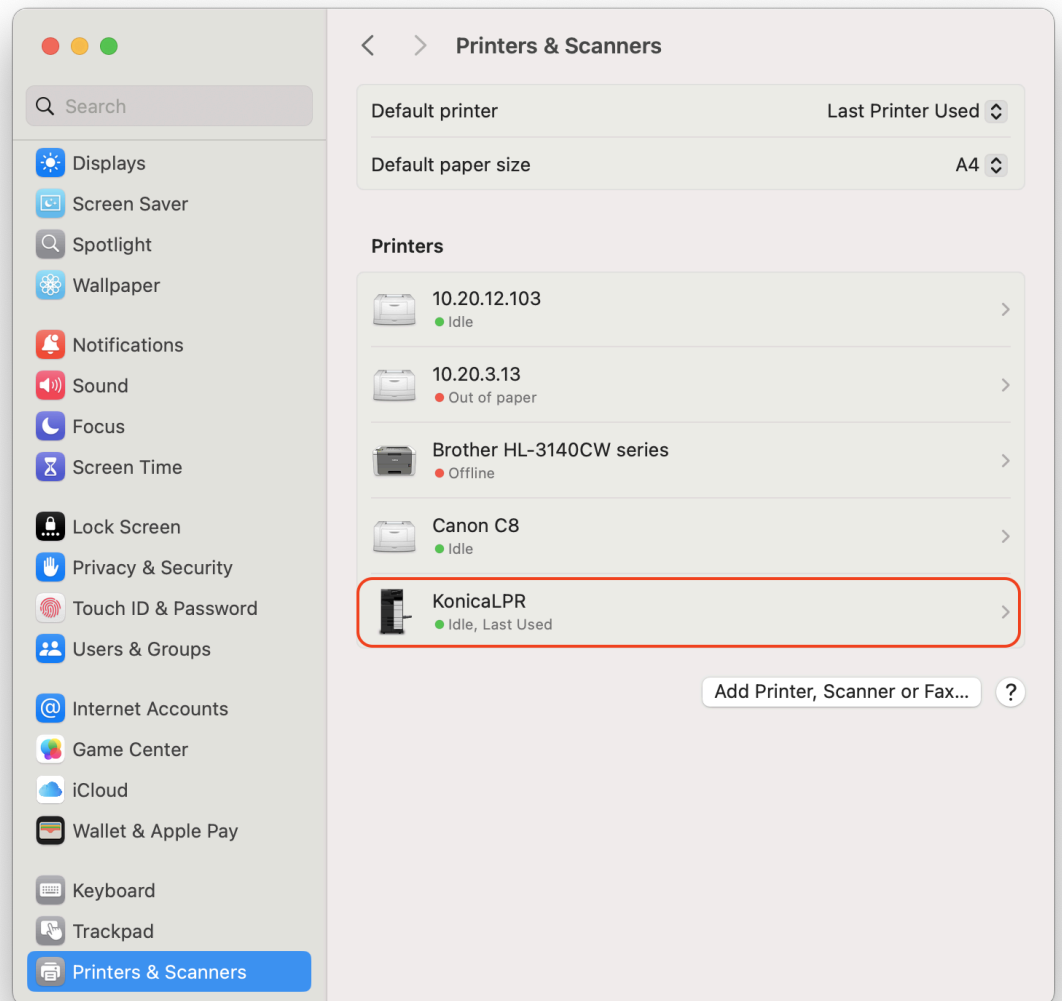 Search
Displays
Screen Saver
Spotlight
Wallpaper
Notifications
Sound
Focus
Screen Time
Lock Screen
Privacy & Security
Touch ID & Password
Users & Groups
Internet Accounts
Game Center
iCloud
Wallet & Apple Pay
Keyboard
Trackpad
Printers & Scanners
Printers & Scanners
Default printer Last Printer Used
Default paper size A4
Printers
10.20.12.103
Idle
10.20.3.13
Out of paper
Brother HL-3140CW series
Offline
Canon C8
Idle
KonicaLPR
Idle, Last Used
Add Printer, Scanner or Fax... ?